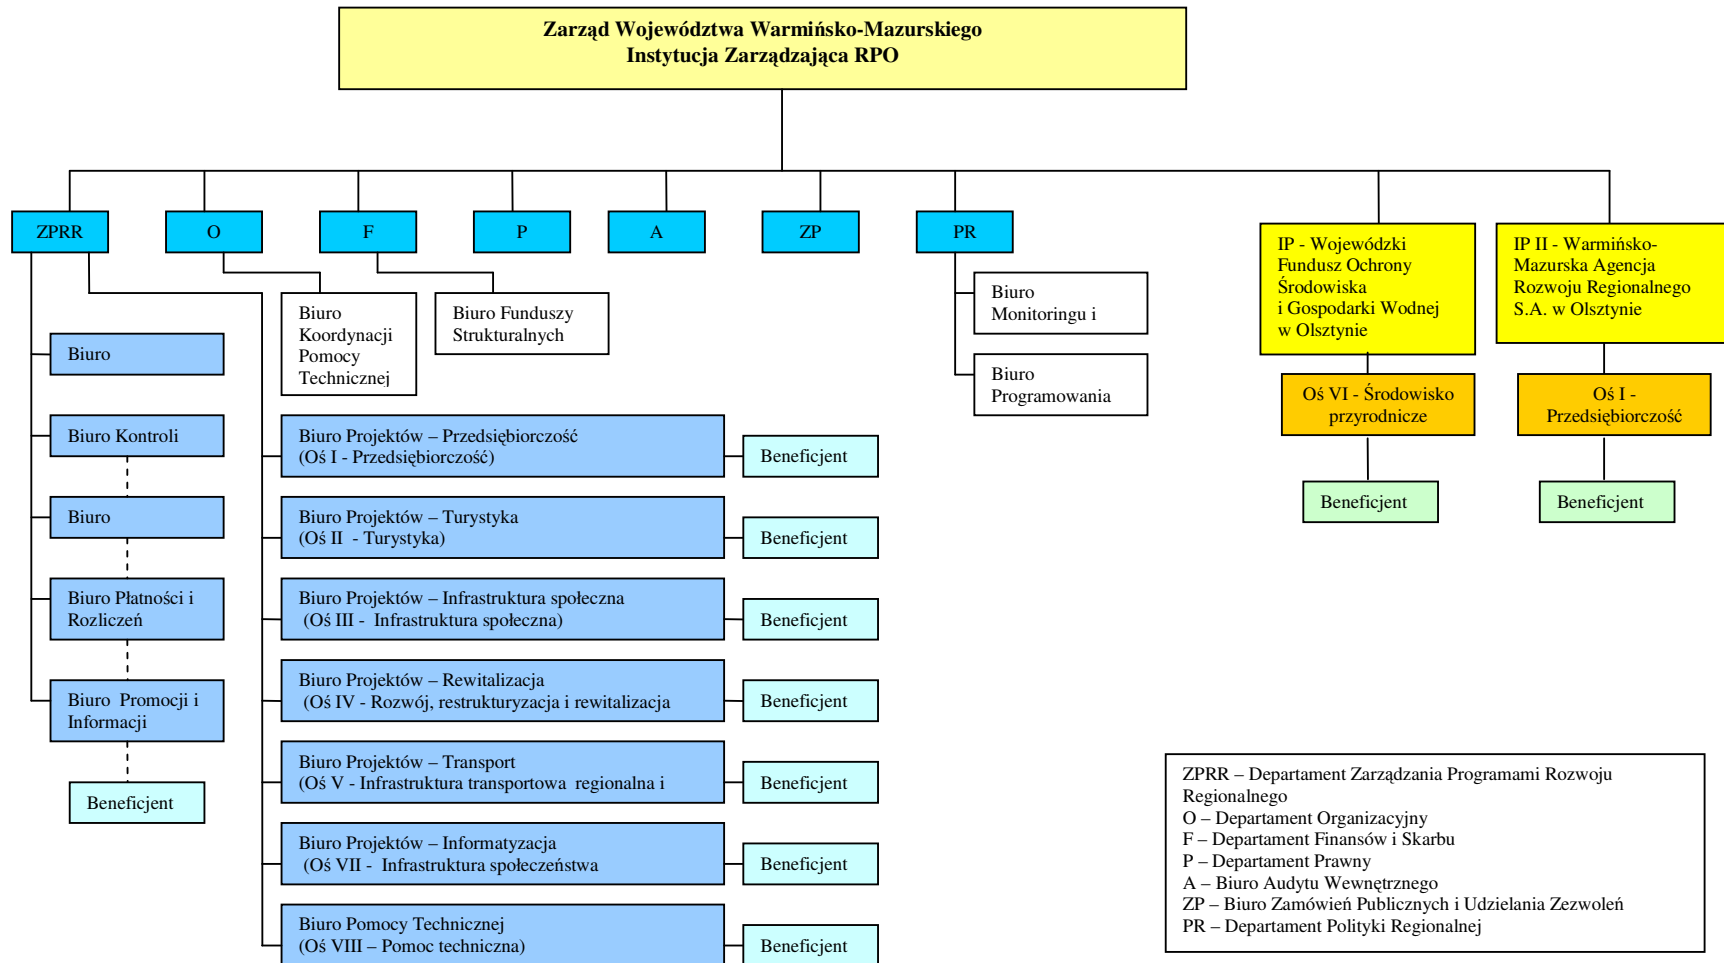 Zarząd Województwa Warmińsko-Mazurskiego
Instytucja Zarządzająca RPO
ZPRR
O
F
P
A
ZP
PR
IP - Wojewódzki
Fundusz Ochrony
Środowiska
i Gospodarki Wodnej
w Olsztynie
IP II - Warmińsko-
Mazurska Agencja
Rozwoju Regionalnego
S.A. w Olsztynie
Biuro
Koordynacji
Pomocy
Technicznej
Biuro Funduszy
Strukturalnych
Biuro
Monitoringu i
Biuro
Programowania
Oś VI - Środowisko
przyrodnicze
Oś I -
Przedsiębiorczość
Beneficjent
Beneficjent
Biuro
Biuro Kontroli
Biuro
Biuro Płatności i
Rozliczeń
Biuro Promocji i
Informacji
Beneficjent
Biuro Projektów – Przedsiębiorczość
(Oś I - Przedsiębiorczość)
Beneficjent
Biuro Projektów – Turystyka
(Oś II - Turystyka)
Beneficjent
Biuro Projektów – Infrastruktura społeczna
(Oś III - Infrastruktura społeczna)
Beneficjent
Biuro Projektów – Rewitalizacja
(Oś IV - Rozwój, restrukturyzacja i rewitalizacja
Beneficjent
Biuro Projektów – Transport
(Oś V - Infrastruktura transportowa regionalna i
Beneficjent
Biuro Projektów – Informatyzacja
(Oś VII - Infrastruktura społeczeństwa
Beneficjent
Biuro Pomocy Technicznej
(Oś VIII – Pomoc techniczna)
Beneficjent
ZPRR – Departament Zarządzania Programami Rozwoju
Regionalnego
O – Departament Organizacyjny
F – Departament Finansów i Skarbu
P – Departament Prawny
A – Biuro Audytu Wewnętrznego
ZP – Biuro Zamówień Publicznych i Udzielania Zezwoleń
PR – Departament Polityki Regionalnej